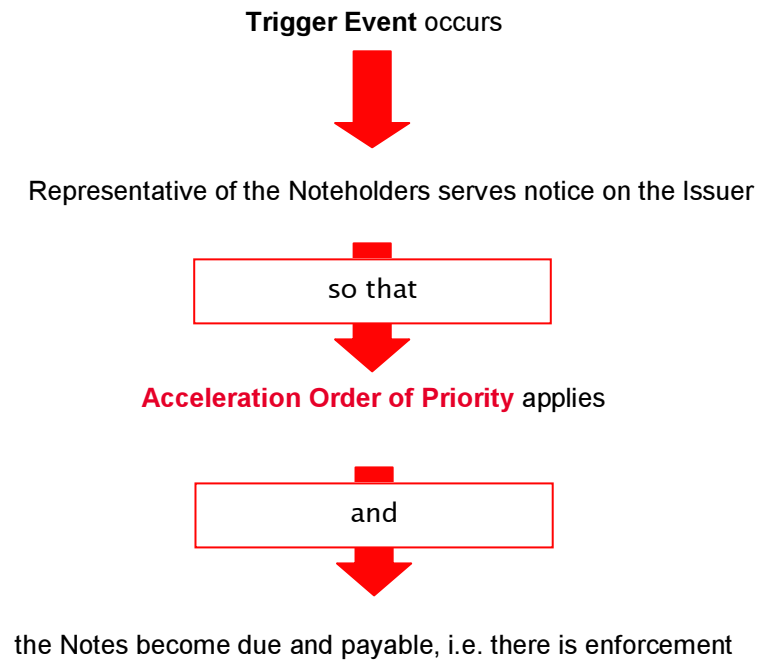 Trigger Event occurs
Representative of the Noteholders serves notice on the Issuer
so that
Acceleration Order of Priority applies
and
the Notes become due and payable, i.e. there is enforcement